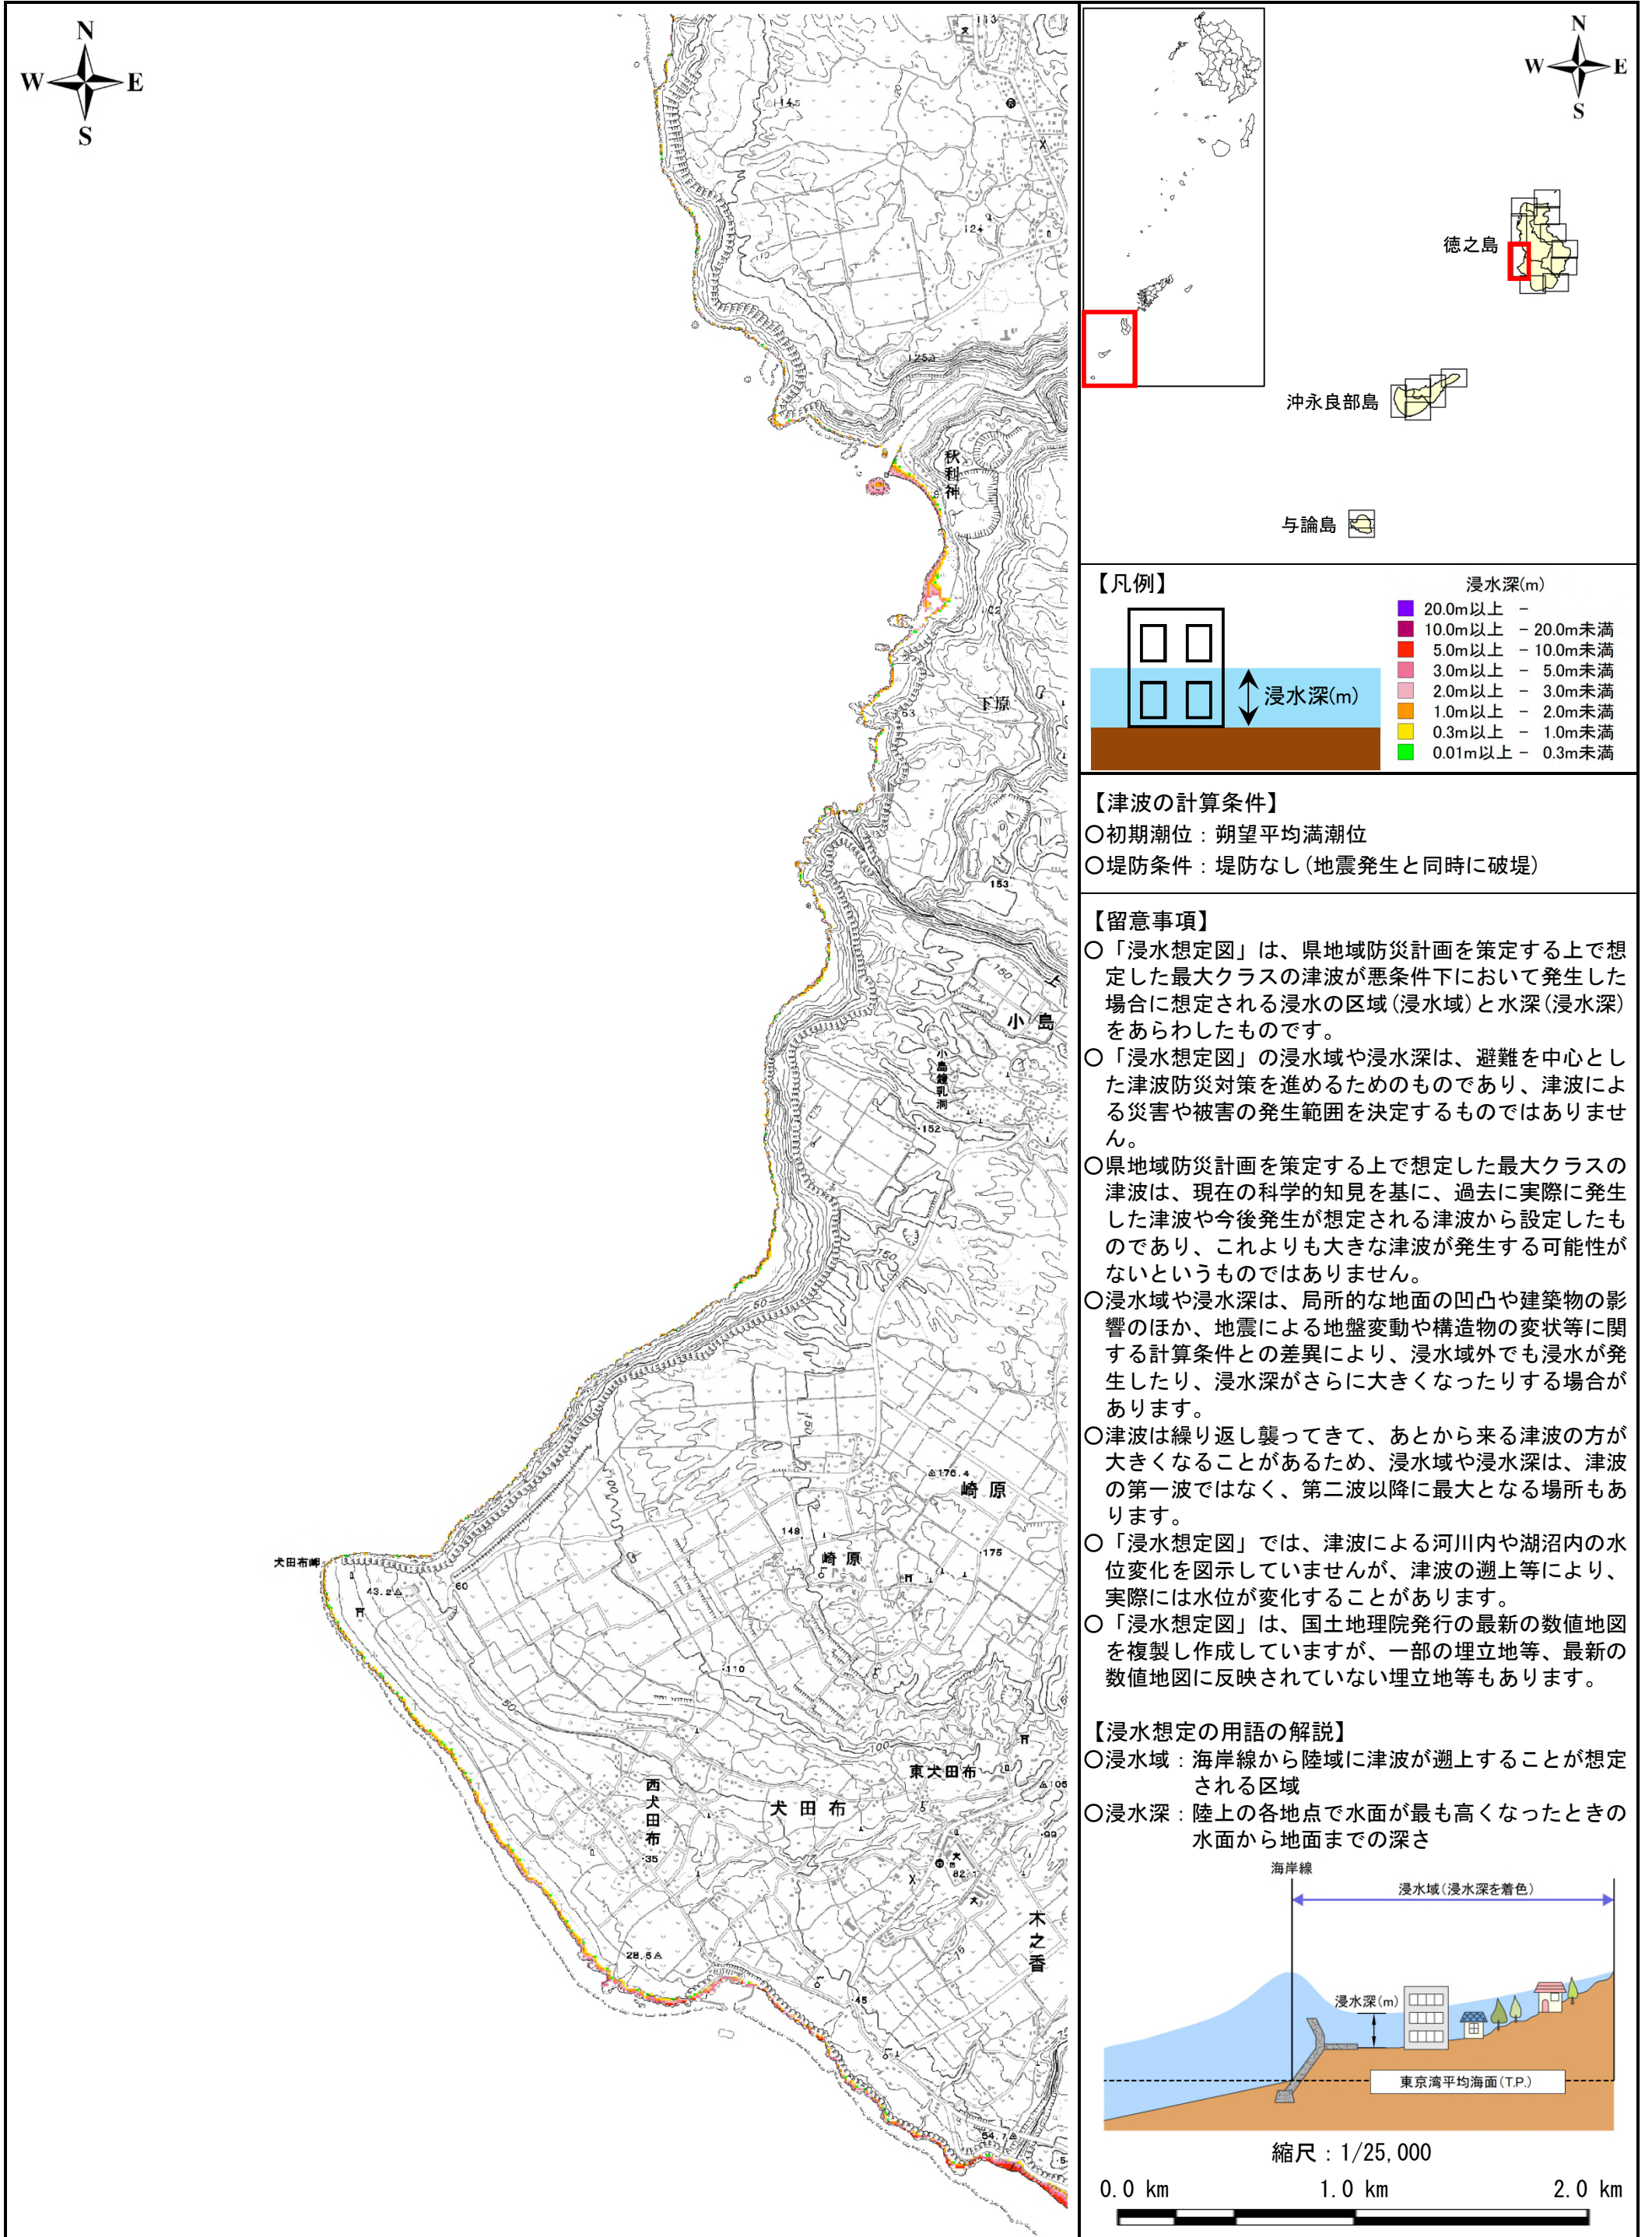 N
W E
S
113
114.5
124
125.3
秋利神
102
下原
63
153
150
上
小島
小島鐘乳洞
175
152
150
50
150
100
176.4
崎原
148
崎原
175
犬田布岬
43.2
60
110
50
100
東犬田布
西犬田布
犬田布
35
99
82.1
木之香
75
28.5
45
54.7
N
W E
S
徳之島
沖永良部島
与論島
【凡例】
浸水深(m)
20.0m以上 -
10.0m以上 - 20.0m未満
5.0m以上 - 10.0m未満
3.0m以上 - 5.0m未満
2.0m以上 - 3.0m未満
1.0m以上 - 2.0m未満
0.3m以上 - 1.0m未満
0.01m以上 - 0.3m未満
浸水深(m)
【津波の計算条件】
○初期潮位：朔望平均満潮位
○堤防条件：堤防なし(地震発生と同時に破堤)
【留意事項】
○「浸水想定図」は、県地域防災計画を策定する上で想
定した最大クラスの津波が悪条件下において発生した
場合に想定される浸水の区域(浸水域)と水深(浸水深)
をあらわしたものです。
○「浸水想定図」の浸水域や浸水深は、避難を中心とし
た津波防災対策を進めるためのものであり、津波によ
る災害や被害の発生範囲を決定するものではありませ
ん。
○県地域防災計画を策定する上で想定した最大クラスの
津波は、現在の科学的知見を基に、過去に実際に発生
した津波や今後発生が想定される津波から設定したも
のであり、これよりも大きな津波が発生する可能性が
ないというものではありません。
○浸水域や浸水深は、局所的な地面の凹凸や建築物の影
響のほか、地震による地盤変動や構造物の変状等に関
する計算条件との差異により、浸水域外でも浸水が発
生したり、浸水深がさらに大きくなったりする場合が
あります。
○津波は繰り返し襲ってきて、あとから来る津波の方が
大きくなることがあるため、浸水域や浸水深は、津波
の第一波ではなく、第二波以降に最大となる場所もあ
ります。
○「浸水想定図」では、津波による河川内や湖沼内の水
位変化を図示していませんが、津波の遡上等により、
実際には水位が変化することがあります。
○「浸水想定図」は、国土地理院発行の最新の数値地図
を複製し作成していますが、一部の埋立地等、最新の
数値地図に反映されていない埋立地等もあります。
【浸水想定の用語の解説】
○浸水域：海岸線から陸域に津波が遡上することが想定
される区域
○浸水深：陸上の各地点で水面が最も高くなったときの
水面から地面までの深さ
海岸線
浸水域(浸水深を着色)
浸水深(m)
東京湾平均海面(T.P.)
縮尺：1/25,000
0.0 km 1.0 km 2.0 km